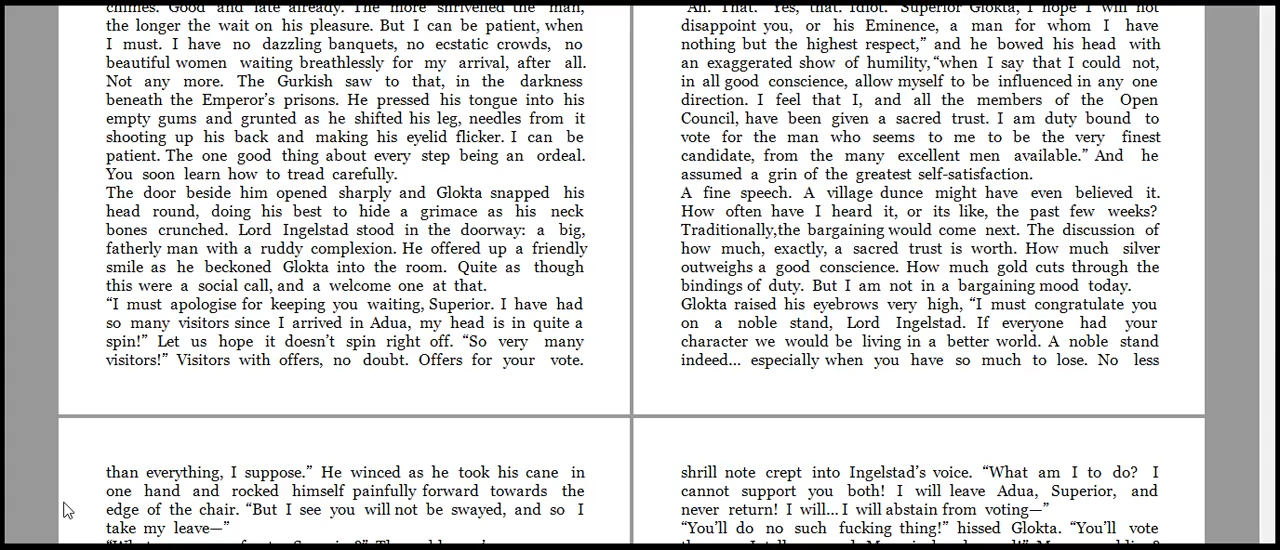 chimes. Good and late already. The more shrivelled the man,
the longer the wait on his pleasure. But I can be patient, when
I must. I have no dazzling banquets, no ecstatic crowds, no
beautiful women waiting breathlessly for my arrival, after all.
Not any more. The Gurkish saw to that, in the darkness
beneath the Emperor’s prisons. He pressed his tongue into his
empty gums and grunted as he shifted his leg, needles from it
shooting up his back and making his eyelid flicker. I can be
patient. The one good thing about every step being an ordeal.
You soon learn how to tread carefully.
The door beside him opened sharply and Glokta snapped his
head round, doing his best to hide a grimace as his neck
bones crunched. Lord Ingelstad stood in the doorway: a big,
fatherly man with a ruddy complexion. He offered up a friendly
smile as he beckoned Glokta into the room. Quite as though
this were a social call, and a welcome one at that.
“I must apologise for keeping you waiting, Superior. I have had
so many visitors since I arrived in Adua, my head is in quite a
spin!” Let us hope it doesn’t spin right off. “So very many
visitors!” Visitors with offers, no doubt. Offers for your vote.
“Ah. That.” Yes, that. Idiot. “Superior Glokta, I hope I will not
disappoint you, or his Eminence, a man for whom I have
nothing but the highest respect,” and he bowed his head with
an exaggerated show of humility, “when I say that I could not,
in all good conscience, allow myself to be influenced in any one
direction. I feel that I, and all the members of the Open
Council, have been given a sacred trust. I am duty bound to
vote for the man who seems to me to be the very finest
candidate, from the many excellent men available.” And he
assumed a grin of the greatest self-satisfaction.
A fine speech. A village dunce might have even believed it.
How often have I heard it, or its like, the past few weeks?
Traditionally,the bargaining would come next. The discussion of
how much, exactly, a sacred trust is worth. How much silver
outweighs a good conscience. How much gold cuts through the
bindings of duty. But I am not in a bargaining mood today.
Glokta raised his eyebrows very high, “I must congratulate you
on a noble stand, Lord Ingelstad. If everyone had your
character we would be living in a better world. A noble stand
indeed... especially when you have so much to lose. No less
than everything, I suppose.” He winced as he took his cane in
one hand and rocked himself painfully forward towards the
edge of the chair. “But I see you will not be swayed, and so I
take my leave—”
shrill note crept into Ingelstad’s voice. “What am I to do? I
cannot support you both! I will leave Adua, Superior, and
never return! I will... I will abstain from voting—”
“You’ll do no such fucking thing!” hissed Glokta. “You’ll vote